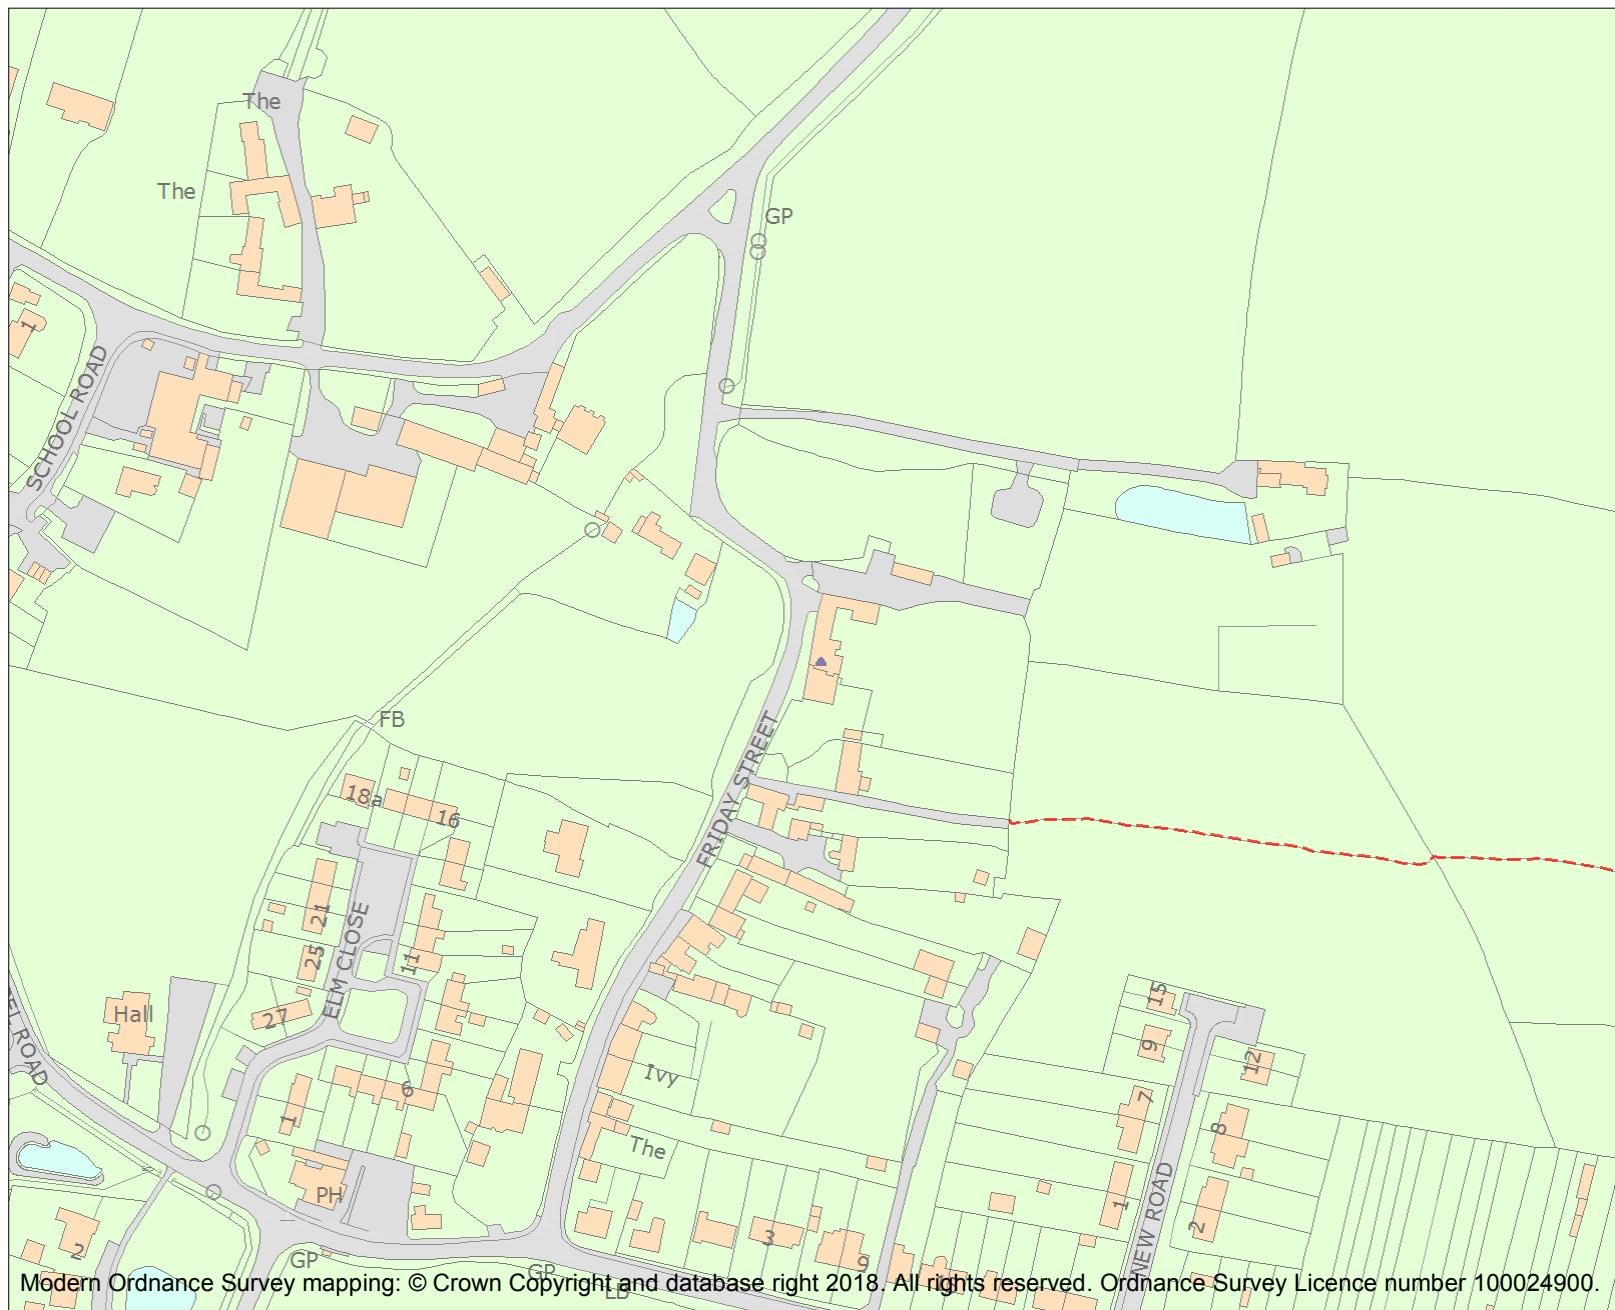 The
The
GP
1
SCHOOL ROAD
FB
FRIDAY STREET
18a
16
21
25
ELM CLOSE
11
27
Hall
EL ROAD
15
9
12
Ivy
6
7
1
8
The
PH
1
NEW ROAD
2
2
3
9
GP
GP
LB
Modern Ordnance Survey mapping: © Crown Copyright and database right 2018. All rights reserved. Ordnance Survey Licence number 100024900.